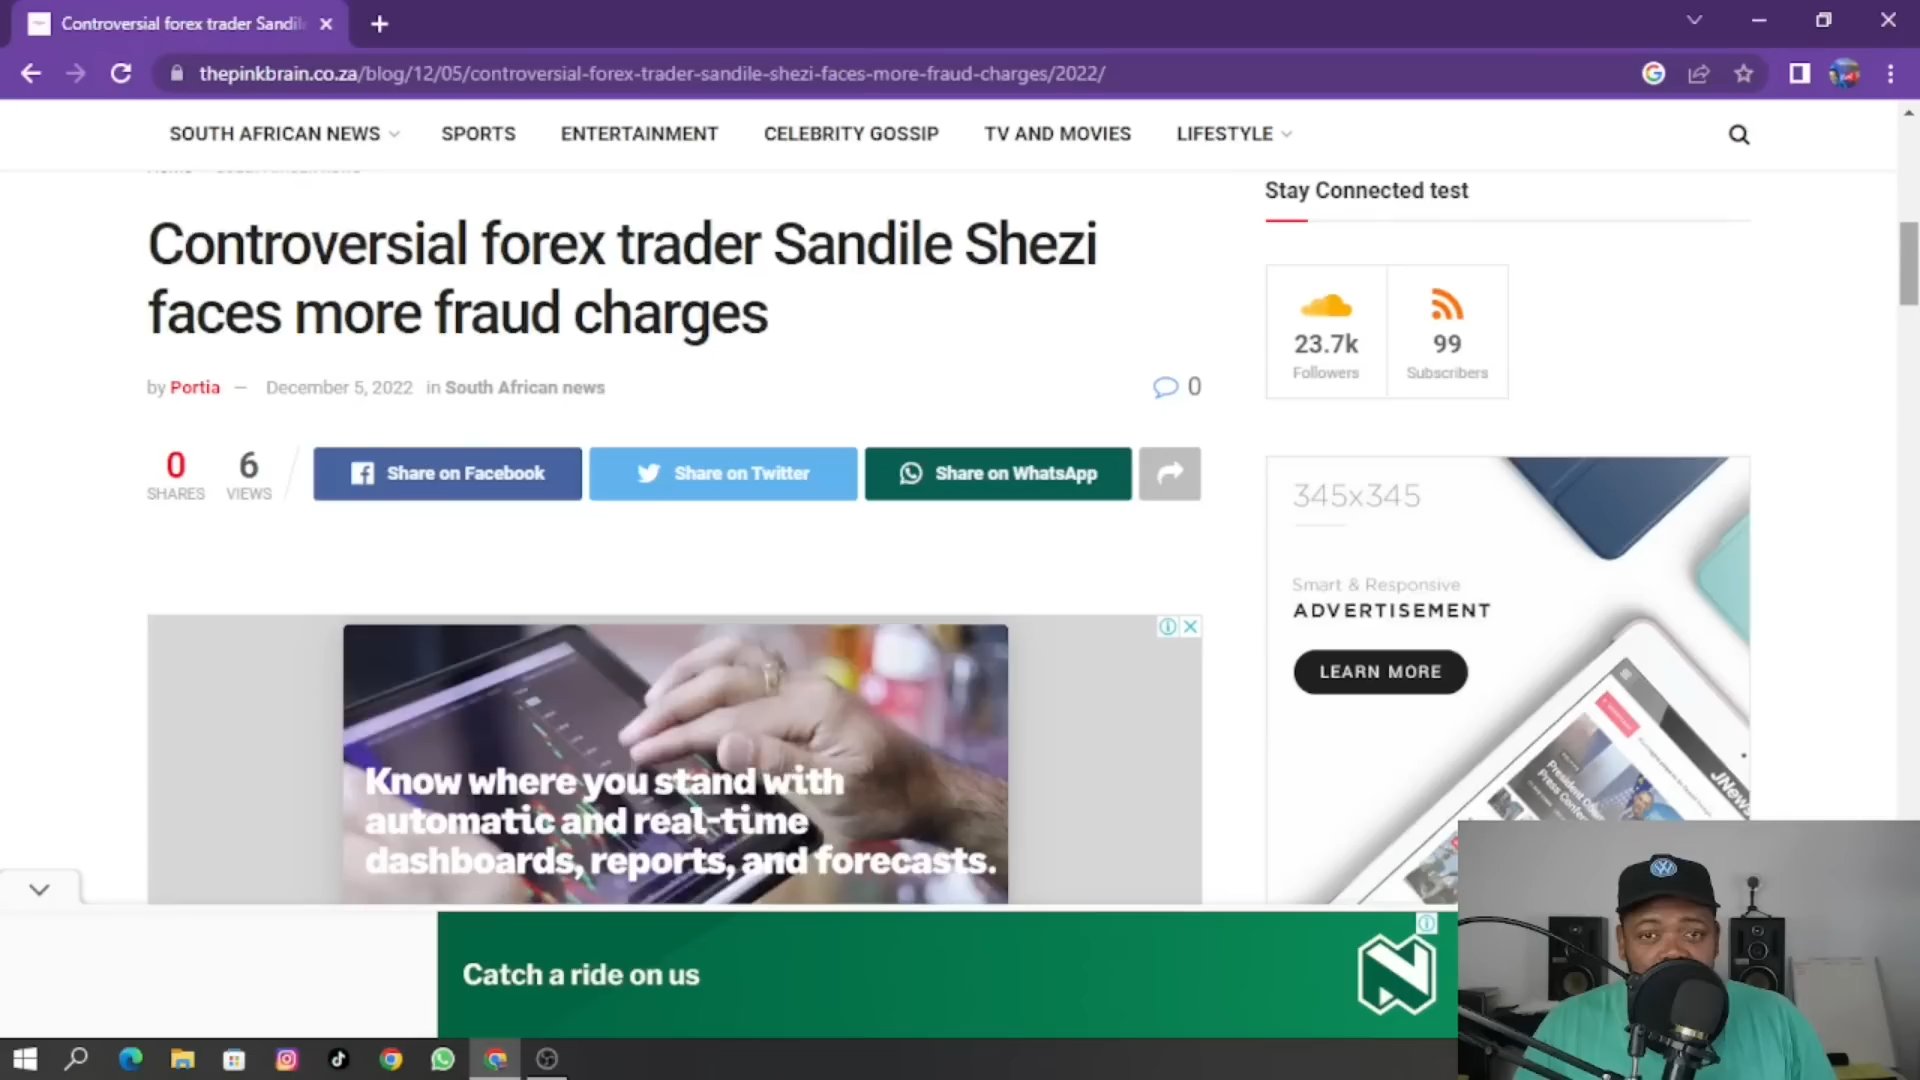 Controversial forex trader Sandil
thepinkbrain.co.za/blog/12/05/controversial-forex-trader-sandile-shezi-faces-more-fraud-charges/2022/
SOUTH AFRICAN NEWS SPORTS ENTERTAINMENT CELEBRITY GOSSIP TV AND MOVIES LIFESTYLE
Controversial forex trader Sandile Shezi
faces more fraud charges
by Portia — December 5, 2022 in South African news
0
0 6
SHARES VIEWS
Share on Facebook
Share on Twitter
Share on WhatsApp
Stay Connected test
23.7k 99
Followers Subscribers
345x345
Smart & Responsive
ADVERTISEMENT
LEARN MORE
JNews
Know where you stand with
automatic and real-time
dashboards, reports, and forecasts.
Catch a ride on us